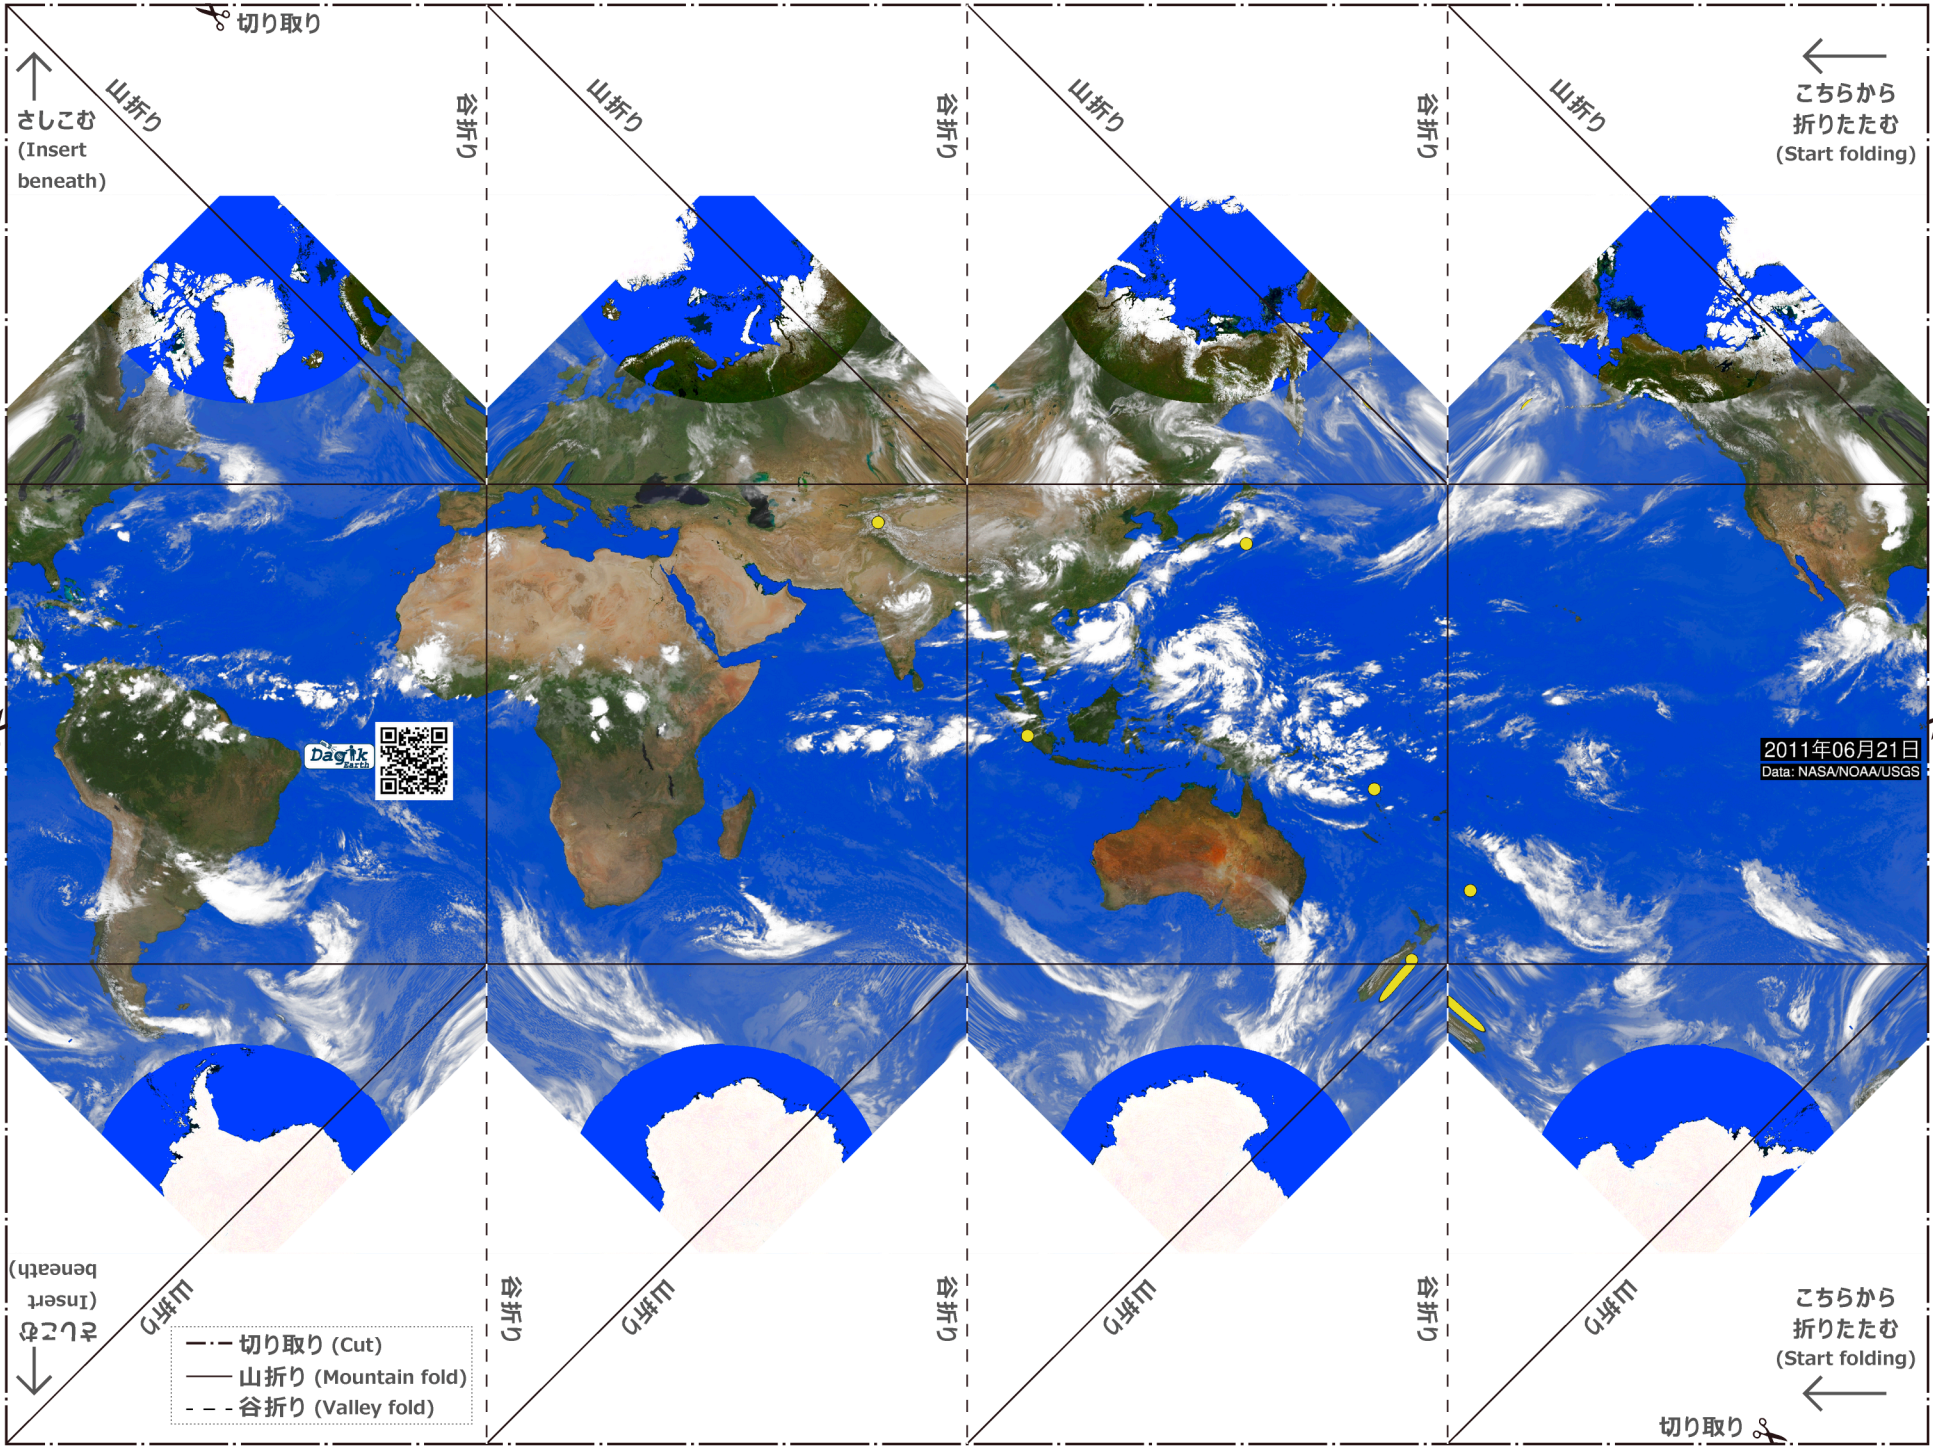 切り取り
山折り
谷折り
山折り
谷折り
山折り
谷折り
山折り
さしこむ
(Insert
beneath)
こちらから
折りたたむ
(Start folding)
Dagik
Earth
2011年06月21日
Data: NASA/NOAA/USGS
さしこむ
(Insert
beneath)
山折り
谷折り
山折り
谷折り
山折り
谷折り
山折り
こちらから
折りたたむ
(Start folding)
切り取り (Cut)
山折り (Mountain fold)
谷折り (Valley fold)
切り取り